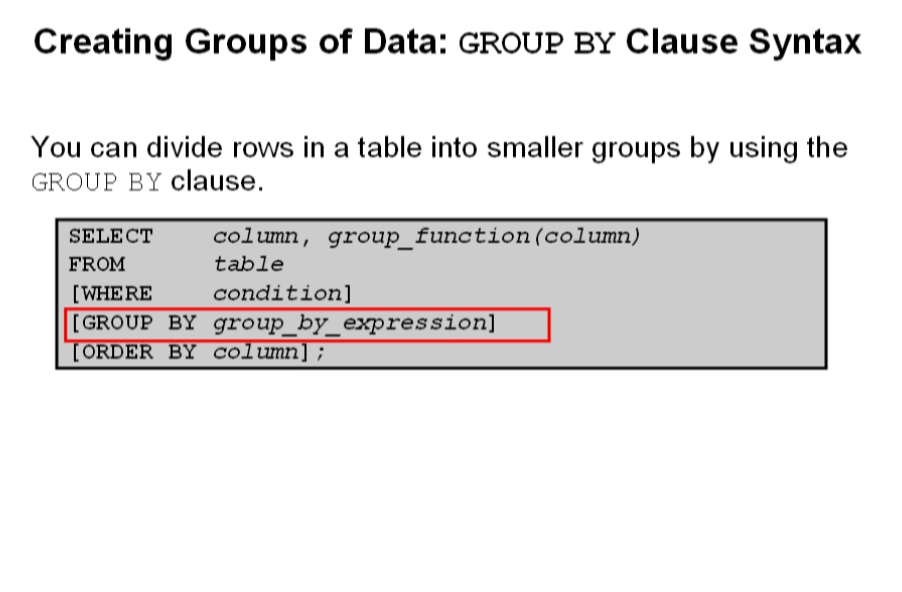 Creating Groups of Data: GROUP BY Clause Syntax
You can divide rows in a table into smaller groups by using the
GROUP BY clause.
SELECT column, group_function(column)
FROM table
[WHERE condition]
[GROUP BY group_by_expression]
[ORDER BY column];